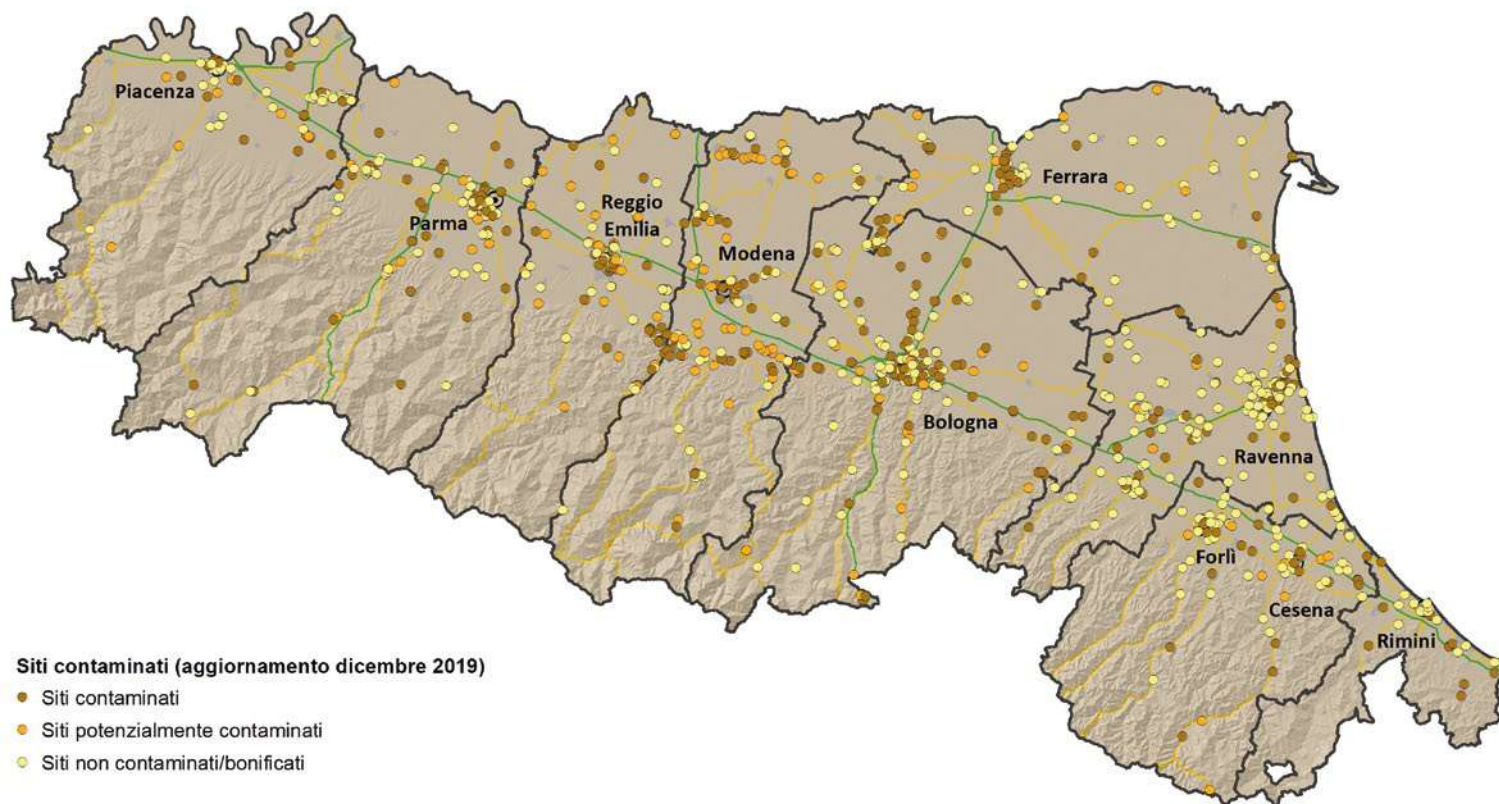 Piacenza
Parma
Reggio
Emilia
Modena
Ferrara
Bologna
Ravenna
Forlì
Cesena
Rimini
Siti contaminati (aggiornamento dicembre 2019)
Siti contaminati
Siti potenzialmente contaminati
Siti non contaminati/bonificati